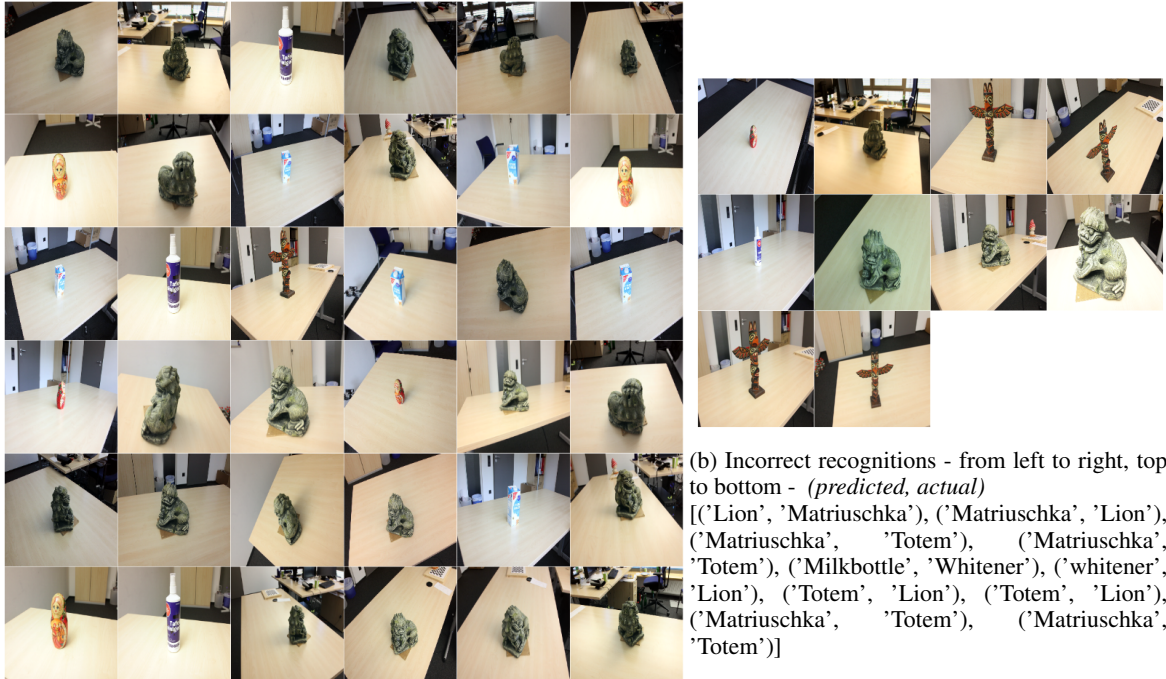 (b) Incorrect recognitions - from left to right, top
to bottom - (predicted, actual)
[('Lion', 'Matriuschka'), ('Matriuschka', 'Lion'),
('Matriuschka', 'Totem'), ('Matriuschka',
'Totem'), ('Milkbottle', 'Whitener'), ('whitener',
'Lion'), ('Totem', 'Lion'), ('Totem', 'Lion'),
('Matriuschka', 'Totem'), ('Matriuschka',
'Totem')]